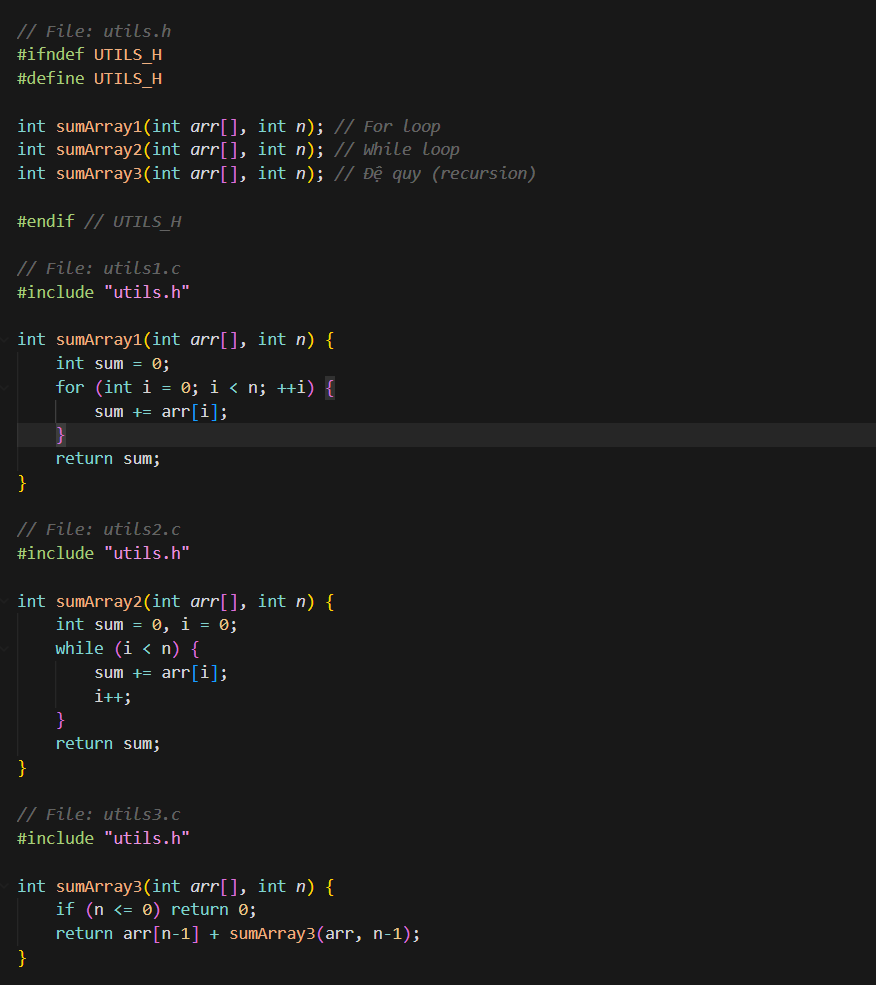 // File: utils.h
#ifndef UTILS_H
#define UTILS_H
int sumArray1(int arr[], int n); // For loop
int sumArray2(int arr[], int n); // While loop
int sumArray3(int arr[], int n); // Đệ quy (recursion)
#endif // UTILS_H
// File: utils1.c
#include "utils.h"
int sumArray1(int arr[], int n) {
    int sum = 0;
    for (int i = 0; i < n; ++i) {
        sum += arr[i];
    }
    return sum;
}
// File: utils2.c
#include "utils.h"
int sumArray2(int arr[], int n) {
    int sum = 0, i = 0;
    while (i < n) {
        sum += arr[i];
        i++;
    }
    return sum;
}
// File: utils3.c
#include "utils.h"
int sumArray3(int arr[], int n) {
    if (n <= 0) return 0;
    return arr[n-1] + sumArray3(arr, n-1);
}